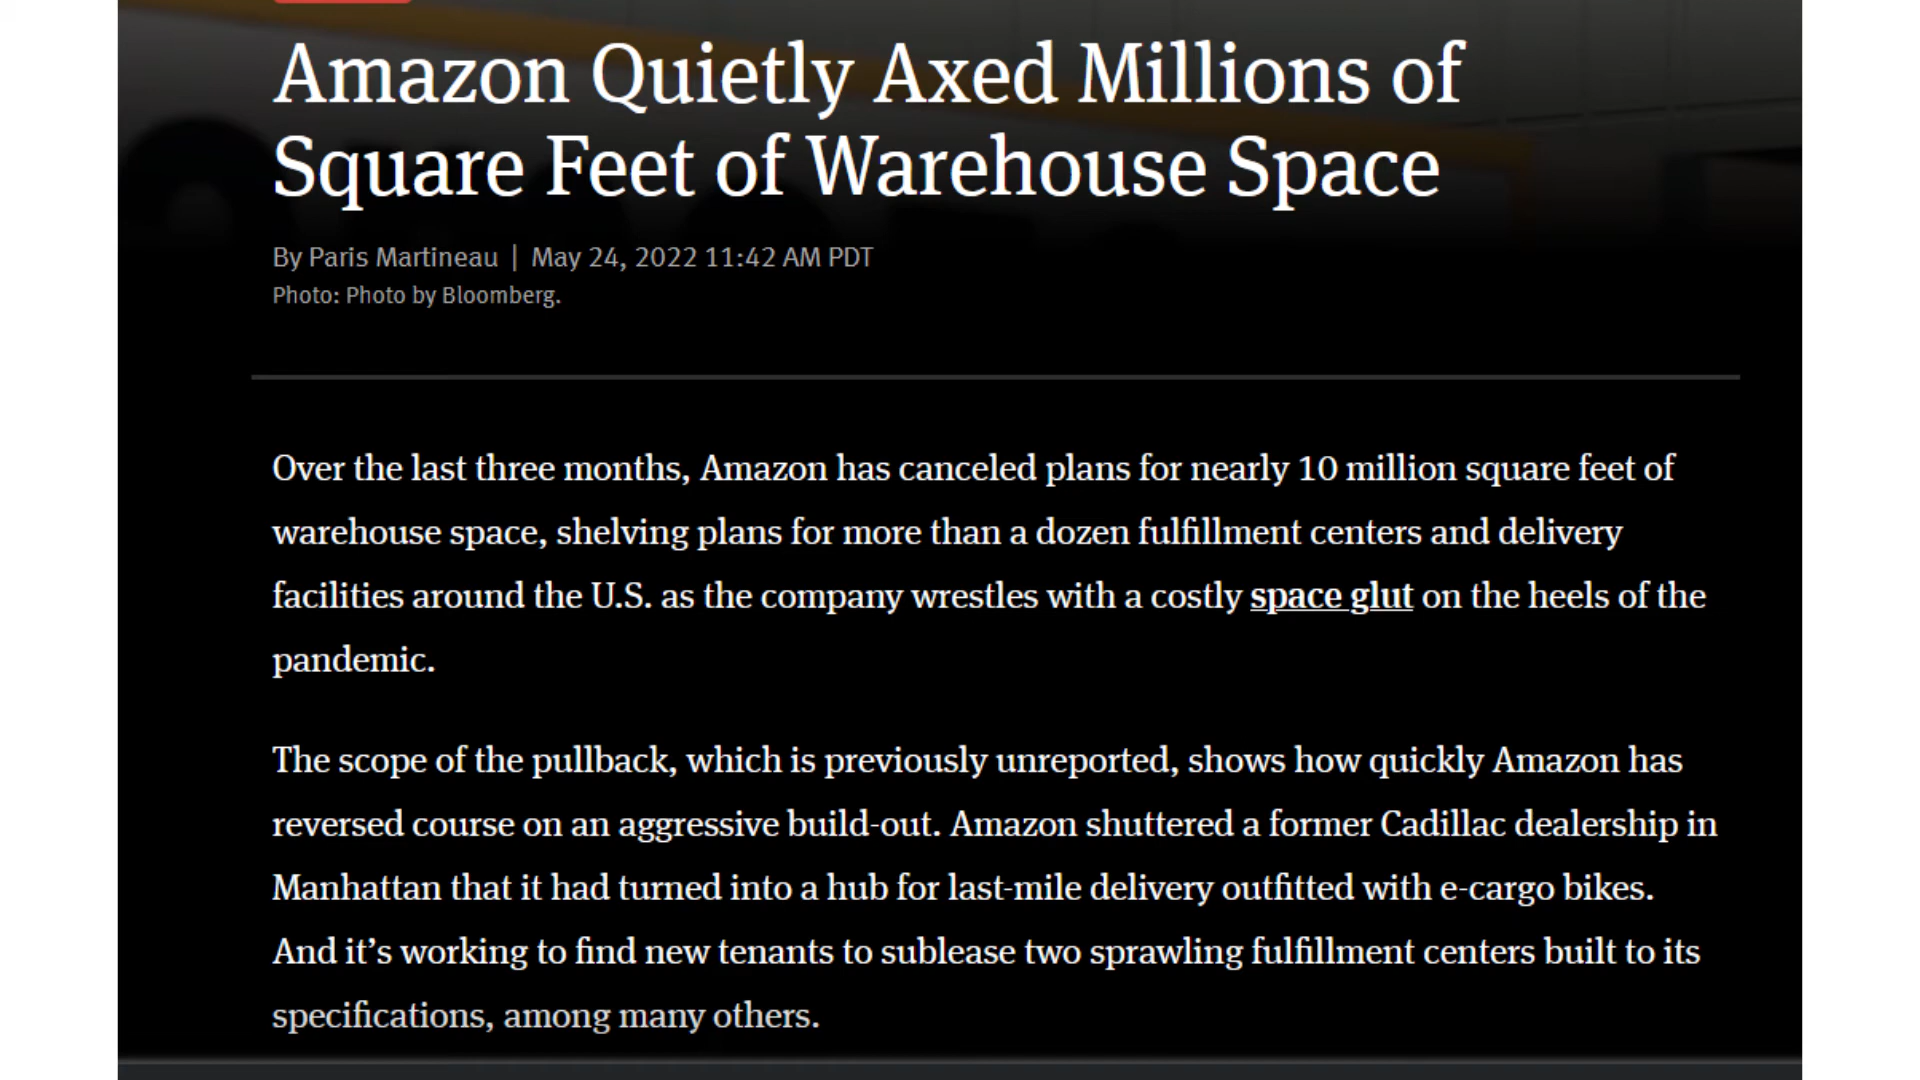 Amazon Quietly Axed Millions of
Square Feet of Warehouse Space
By Paris Martineau | May 24, 2022 11:42 AM PDT
Photo: Photo by Bloomberg.
Over the last three months, Amazon has canceled plans for nearly 10 million square feet of
warehouse space, shelving plans for more than a dozen fulfillment centers and delivery
facilities around the U.S. as the company wrestles with a costly space glut on the heels of the
pandemic.
The scope of the pullback, which is previously unreported, shows how quickly Amazon has
reversed course on an aggressive build-out. Amazon shuttered a former Cadillac dealership in
Manhattan that it had turned into a hub for last-mile delivery outfitted with e-cargo bikes.
And it’s working to find new tenants to sublease two sprawling fulfillment centers built to its
specifications, among many others.